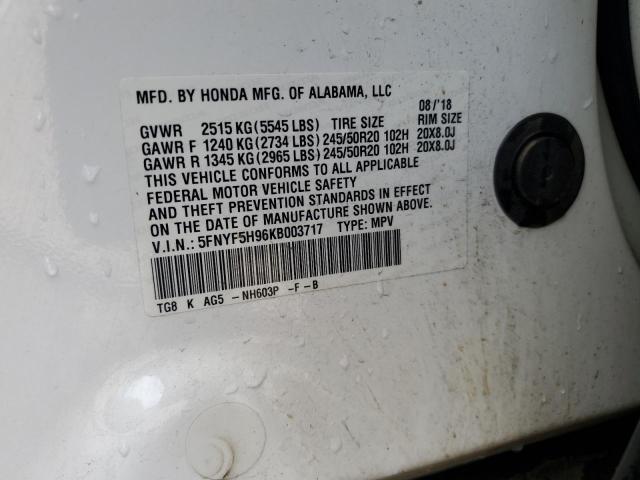 MFD. BY HONDA MFG. OF ALABAMA, LLC
08/'18
GVWR 2515 KG(5545 LBS) TIRE SIZE RIM SIZE
GAWR F 1240 KG(2734 LBS) 245/50R20 102H 20X8.0J
GAWR R 1345 KG(2965 LBS) 245/50R20 102H 20X8.0J
THIS VEHICLE CONFORMS TO ALL APPLICABLE
FEDERAL MOTOR VEHICLE SAFETY
AND THEFT PREVENTION STANDARDS IN EFFECT
ON THE DATE OF MANUFACTURE SHOWN ABOVE.
V.I.N.: 5FNYF5H96KB003717 TYPE: MPV
TG8 K AG5 -NH603P -F-B